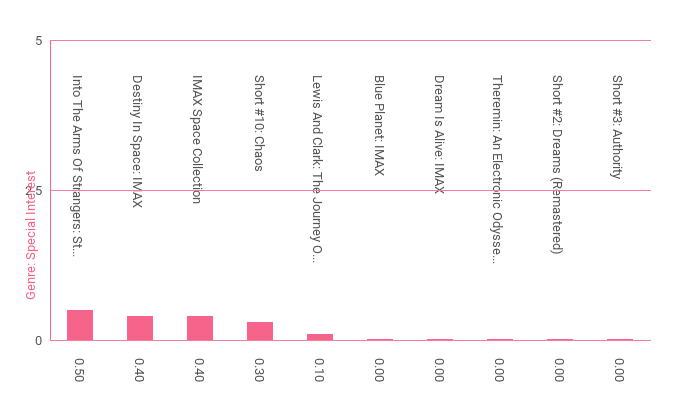 5
2.5
0
Genre: Special Interest
Into The Arms Of Strangers: St...
Destiny In Space: IMAX
IMAX Space Collection
Short #10: Chaos
Lewis And Clark: The Journey O...
Blue Planet: IMAX
Dream Is Alive: IMAX
Theremin: An Electronic Odysse...
Short #2: Dreams (Remastered)
Short #3: Authority
0.50
0.40
0.40
0.30
0.10
0.00
0.00
0.00
0.00
0.00